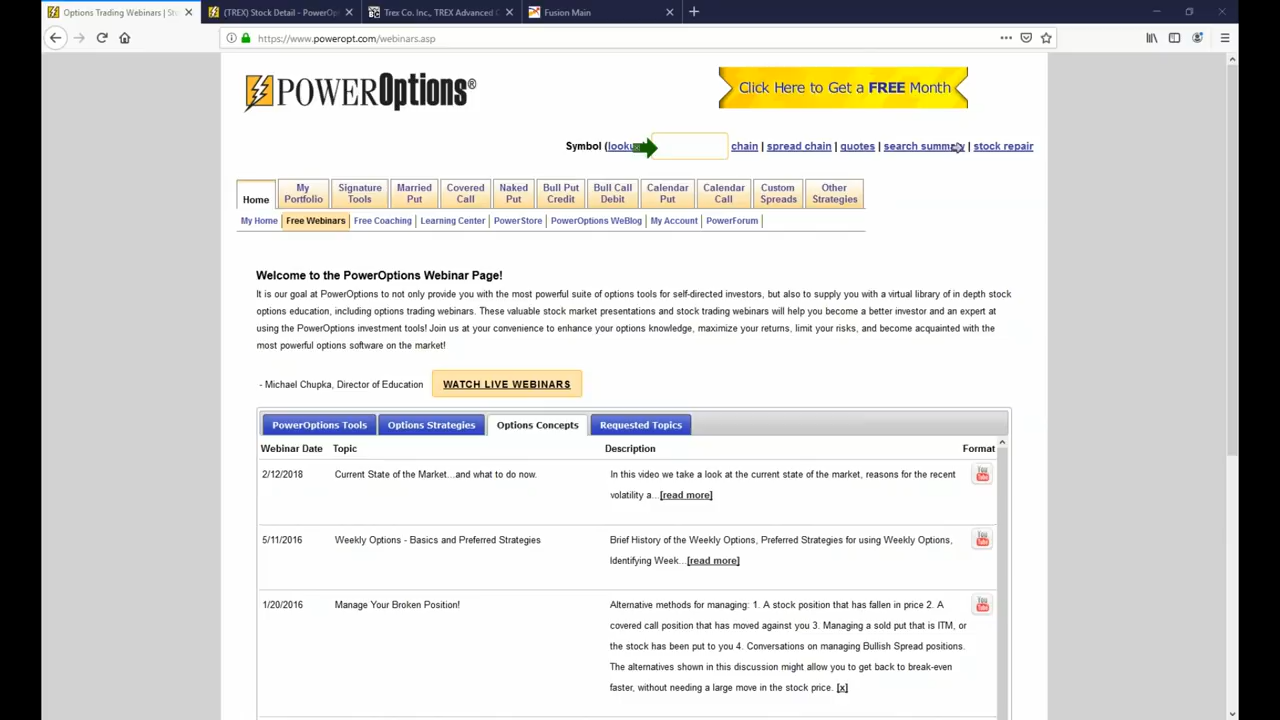 Options Trading Webinars | St
(TREX) Stock Detail - PowerOp
Trex Co. Inc., TREX Advanced C
Fusion Main
https://www.poweropt.com/webinars.asp
POWEROptions®
Click Here to Get a FREE Month
Symbol (look chain | spread chain | quotes | search summary | stock repair
Home
My Portfolio
Signature Tools
Married Put
Covered Call
Naked Put
Bull Put Credit
Bull Call Debit
Calendar Put
Calendar Call
Custom Spreads
Other Strategies
My Home | Free Webinars | Free Coaching | Learning Center | PowerStore | PowerOptions WeBlog | My Account | PowerForum |
Welcome to the PowerOptions Webinar Page!
It is our goal at PowerOptions to not only provide you with the most powerful suite of options tools for self-directed investors, but also to supply you with a virtual library of in depth stock
options education, including options trading webinars. These valuable stock market presentations and stock trading webinars will help you become a better investor and an expert at
using the PowerOptions investment tools! Join us at your convenience to enhance your options knowledge, maximize your returns, limit your risks, and become acquainted with the
most powerful options software on the market!
- Michael Chupka, Director of Education WATCH LIVE WEBINARS
PowerOptions Tools Options Strategies Options Concepts Requested Topics
Webinar Date Topic Description Format
2/12/2018 Current State of the Market...and what to do now. In this video we take a look at the current state of the market, reasons for the recent You Tube
volatility a...[read more]
5/11/2016 Weekly Options - Basics and Preferred Strategies Brief History of the Weekly Options, Preferred Strategies for using Weekly Options, You Tube
Identifying Week...[read more]
1/20/2016 Manage Your Broken Position! Alternative methods for managing: 1. A stock position that has fallen in price 2. A You Tube
covered call position that has moved against you 3. Managing a sold put that is ITM, or
the stock has been put to you 4. Conversations on managing Bullish Spread positions.
The alternatives shown in this discussion might allow you to get back to break-even
faster, without needing a large move in the stock price. [x]